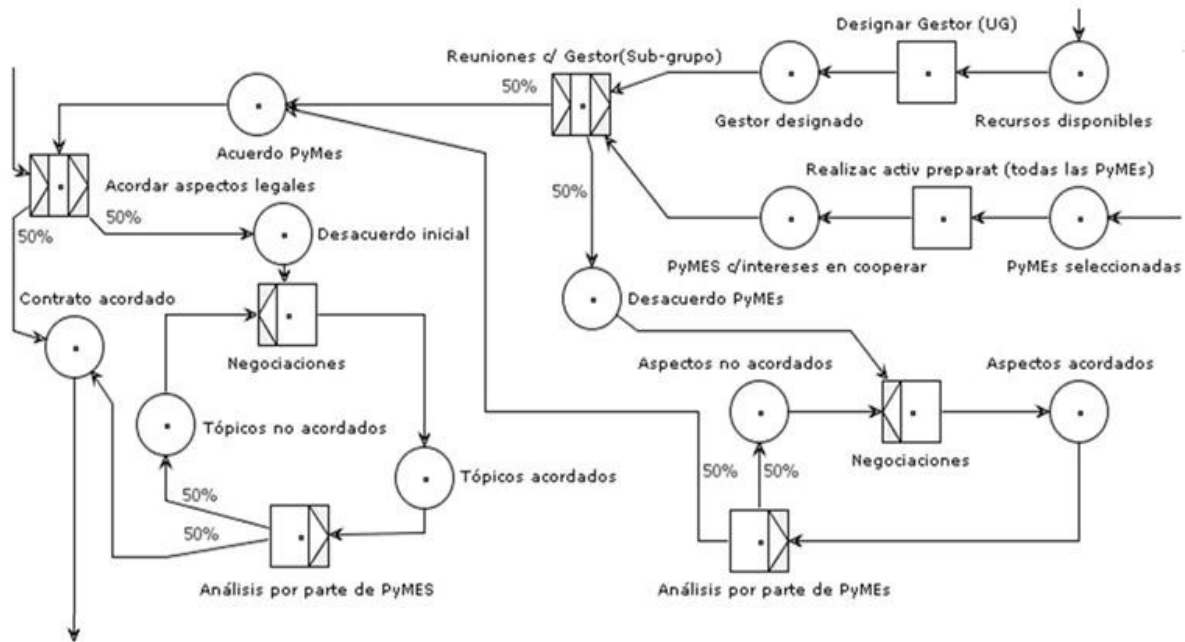 Designar Gestor (UG)
Reuniones c/ Gestor(Sub-grupo)
50%
Gestor designado
Recursos disponibles
Acuerdo PyMes
Realizac activ preparat (todas las PyMEs)
Acordar aspectos legales
50%
50%
50%
Desacuerdo inicial
PyMES c/intereses en cooperar
PyMEs seleccionadas
Contrato acordado
Desacuerdo PyMEs
Negociaciones
Aspectos no acordados
Aspectos acordados
Tópicos no acordados
Negociaciones
Tópicos acordados
50%
50%
50%
50%
Análisis por parte de PyMES
Análisis por parte de PyMEs